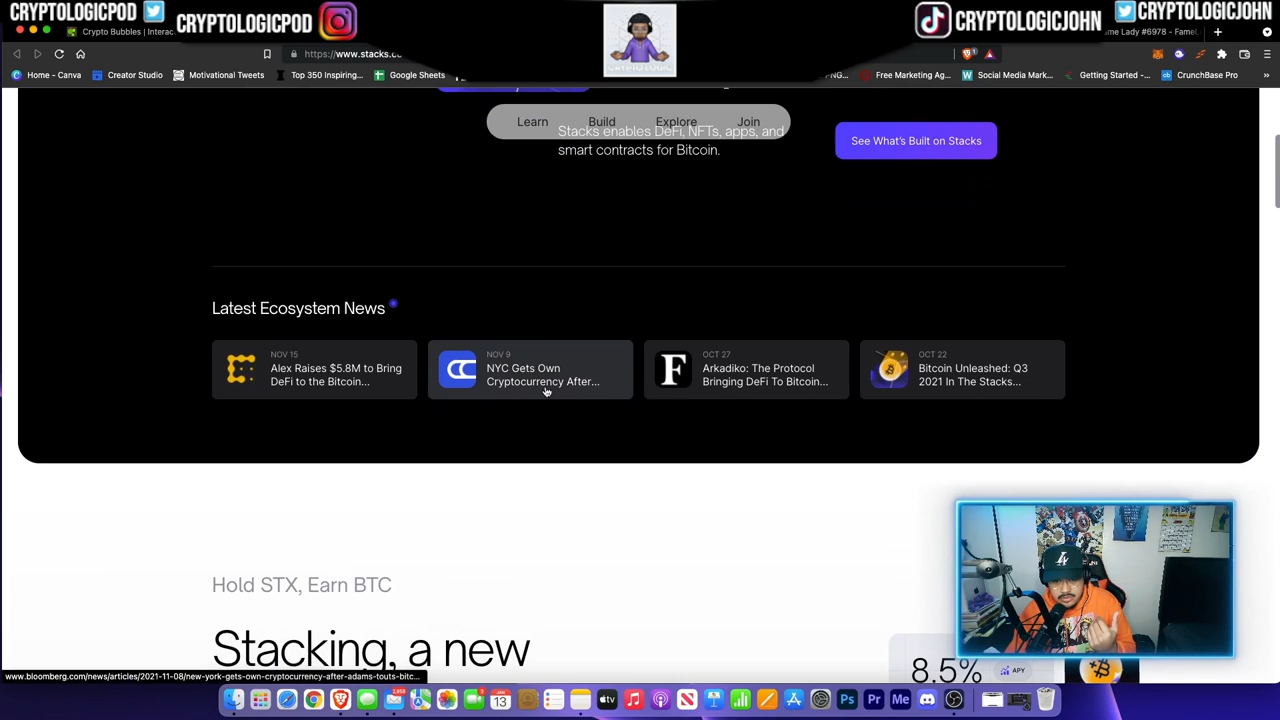 CRYPTOLOGICPOD
CRYPTOLOGICPOD
CRYPTOLOGICJOHN
CRYPTOLOGICJOHN
Crypto Bubbles | Interac
me Lady #6978 - Fame
https://www.stacks.c
Home - Canva
Creator Studio
Motivational Tweets
Top 350 Inspiring...
Google Sheets
PNG...
Free Marketing Ag...
Social Media Mark...
Getting Started -...
CrunchBase Pro
Learn
Build
Explore
Join
Stacks enables DeFi, NFTs, apps, and
smart contracts for Bitcoin.
See What's Built on Stacks
Latest Ecosystem News
NOV 15
Alex Raises $5.8M to Bring
DeFi to the Bitcoin...
NOV 9
NYC Gets Own
Cryptocurrency After...
OCT 27
Arkadiko: The Protocol
Bringing DeFi To Bitcoin...
OCT 22
Bitcoin Unleashed: Q3
2021 In The Stacks...
Hold STX, Earn BTC
Stacking, a new
8.5%
APY
www.bloomberg.com/news/articles/2021-11-08/new-york-gets-own-cryptocurrency-after-adams-touts-bitc...